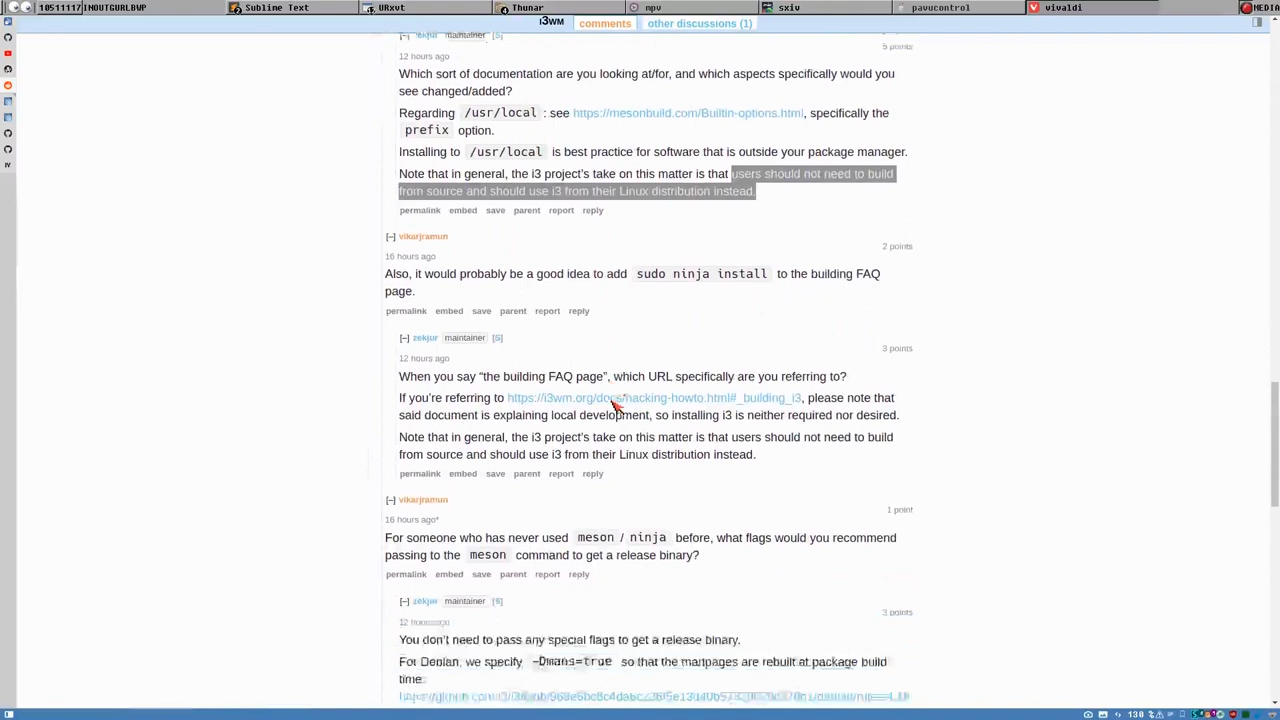 10511117 INOUTGURLBWP Sublime Text URxvt Thunar mpv sxiv pavucontrol vivaldi MEDIA
i3WM comments other discussions (1)
[–] zekjur maintainer [S]
5 points
12 hours ago
Which sort of documentation are you looking at/for, and which aspects specifically would you
see changed/added?
Regarding /usr/local : see https://mesonbuild.com/Builtin-options.html, specifically the
prefix option.
Installing to /usr/local is best practice for software that is outside your package manager.
Note that in general, the i3 project's take on this matter is that users should not need to build
from source and should use i3 from their Linux distribution instead.
permalink embed save parent report reply
[–] vikarjramun
2 points
16 hours ago
Also, it would probably be a good idea to add sudo ninja install to the building FAQ
page.
permalink embed save parent report reply
[–] zekjur maintainer [S]
3 points
12 hours ago
When you say “the building FAQ page”, which URL specifically are you referring to?
If you're referring to https://i3wm.org/docs/hacking-howto.html#_building_i3, please note that
said document is explaining local development, so installing i3 is neither required nor desired.
Note that in general, the i3 project's take on this matter is that users should not need to build
from source and should use i3 from their Linux distribution instead.
permalink embed save parent report reply
[–] vikarjramun
1 point
16 hours ago*
For someone who has never used meson / ninja before, what flags would you recommend
passing to the meson command to get a release binary?
permalink embed save parent report reply
[–] zekjur maintainer [S]
3 points
12 hours ago
You don't need to pass any special flags to get a release binary.
For Debian, we specify -Dmans=true so that the manpages are rebuilt at package build
time
130